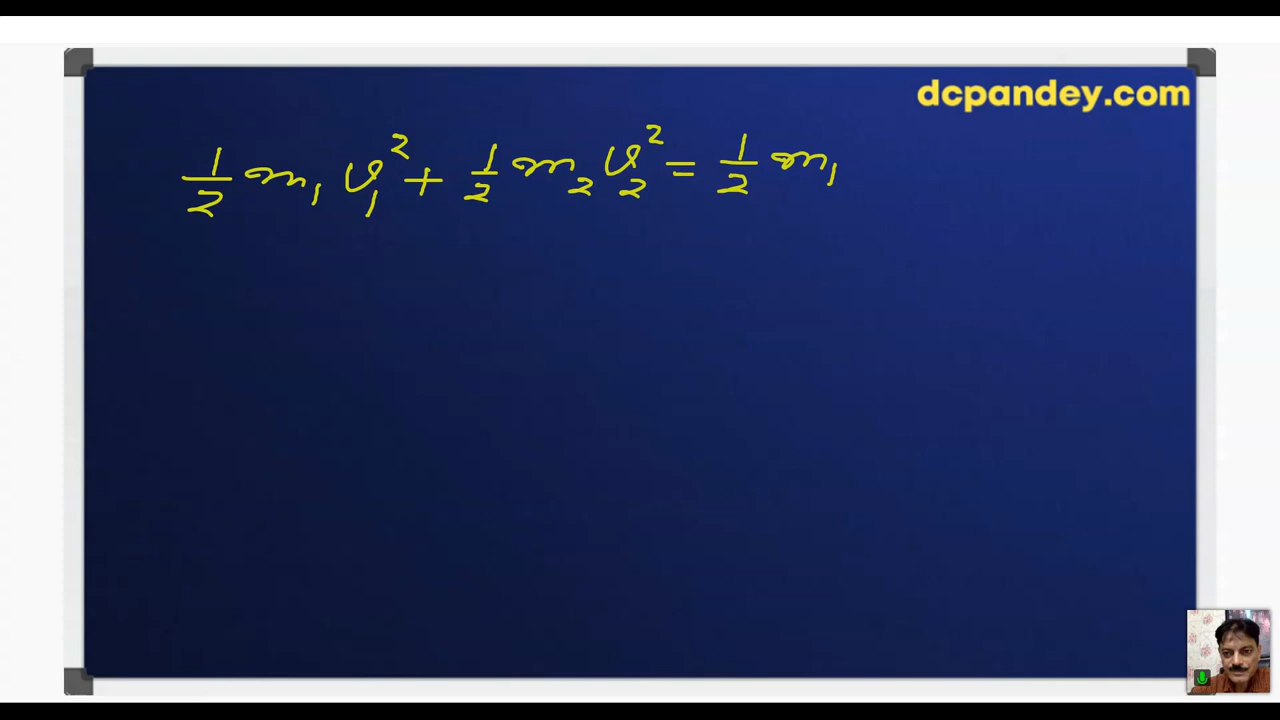 dcpandey.com
1/2 m₁ v₁² + 1/2 m₂ v₂² = 1/2 m₁